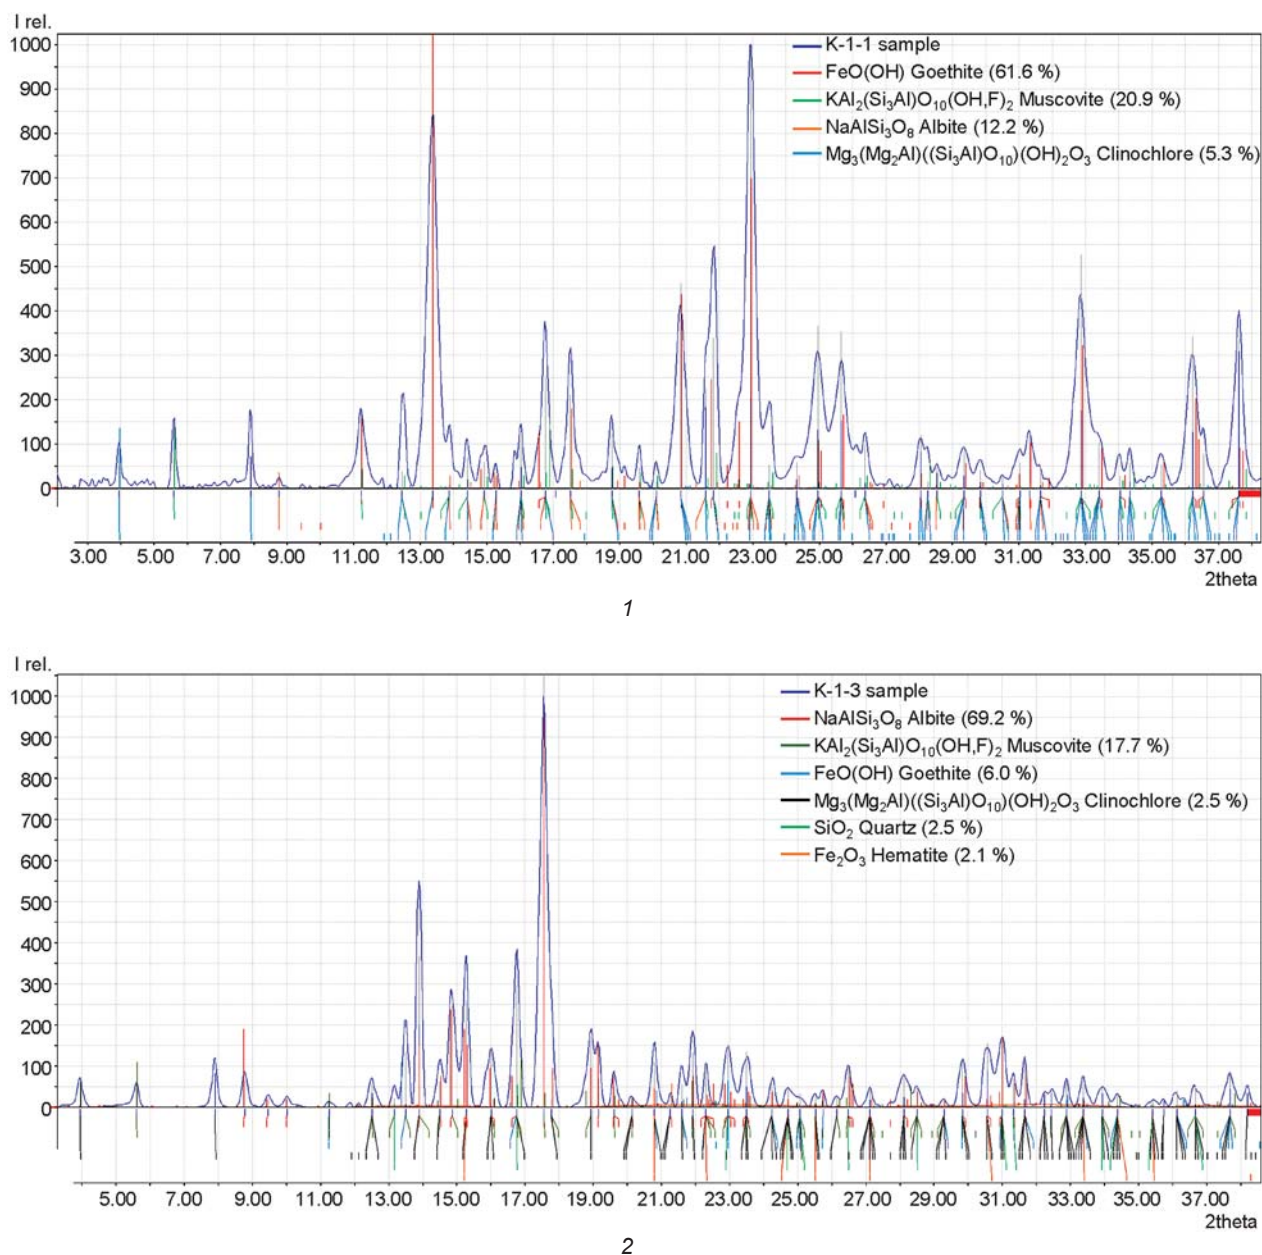 I rel.
1000
900
800
700
600
500
400
300
200
100
0
K-1-1 sample
FeO(OH) Goethite (61.6 %)
KAl₂(Si₃Al)O₁₀(OH,F)₂ Muscovite (20.9 %)
NaAlSi₃O₈ Albite (12.2 %)
Mg₃(Mg₂Al)((Si₃Al)O₁₀)(OH)₂O₃ Clinochlore (5.3 %)
3.00 5.00 7.00 9.00 11.00 13.00 15.00 17.00 19.00 21.00 23.00 25.00 27.00 29.00 31.00 33.00 35.00 37.00
2theta
1
I rel.
1000
900
800
700
600
500
400
300
200
100
0
K-1-3 sample
NaAlSi₃O₈ Albite (69.2 %)
KAl₂(Si₃Al)O₁₀(OH,F)₂ Muscovite (17.7 %)
FeO(OH) Goethite (6.0 %)
Mg₃(Mg₂Al)((Si₃Al)O₁₀)(OH)₂O₃ Clinochlore (2.5 %)
SiO₂ Quartz (2.5 %)
Fe₂O₃ Hematite (2.1 %)
5.00 7.00 9.00 11.00 13.00 15.00 17.00 19.00 21.00 23.00 25.00 27.00 29.00 31.00 33.00 35.00 37.00
2theta
2